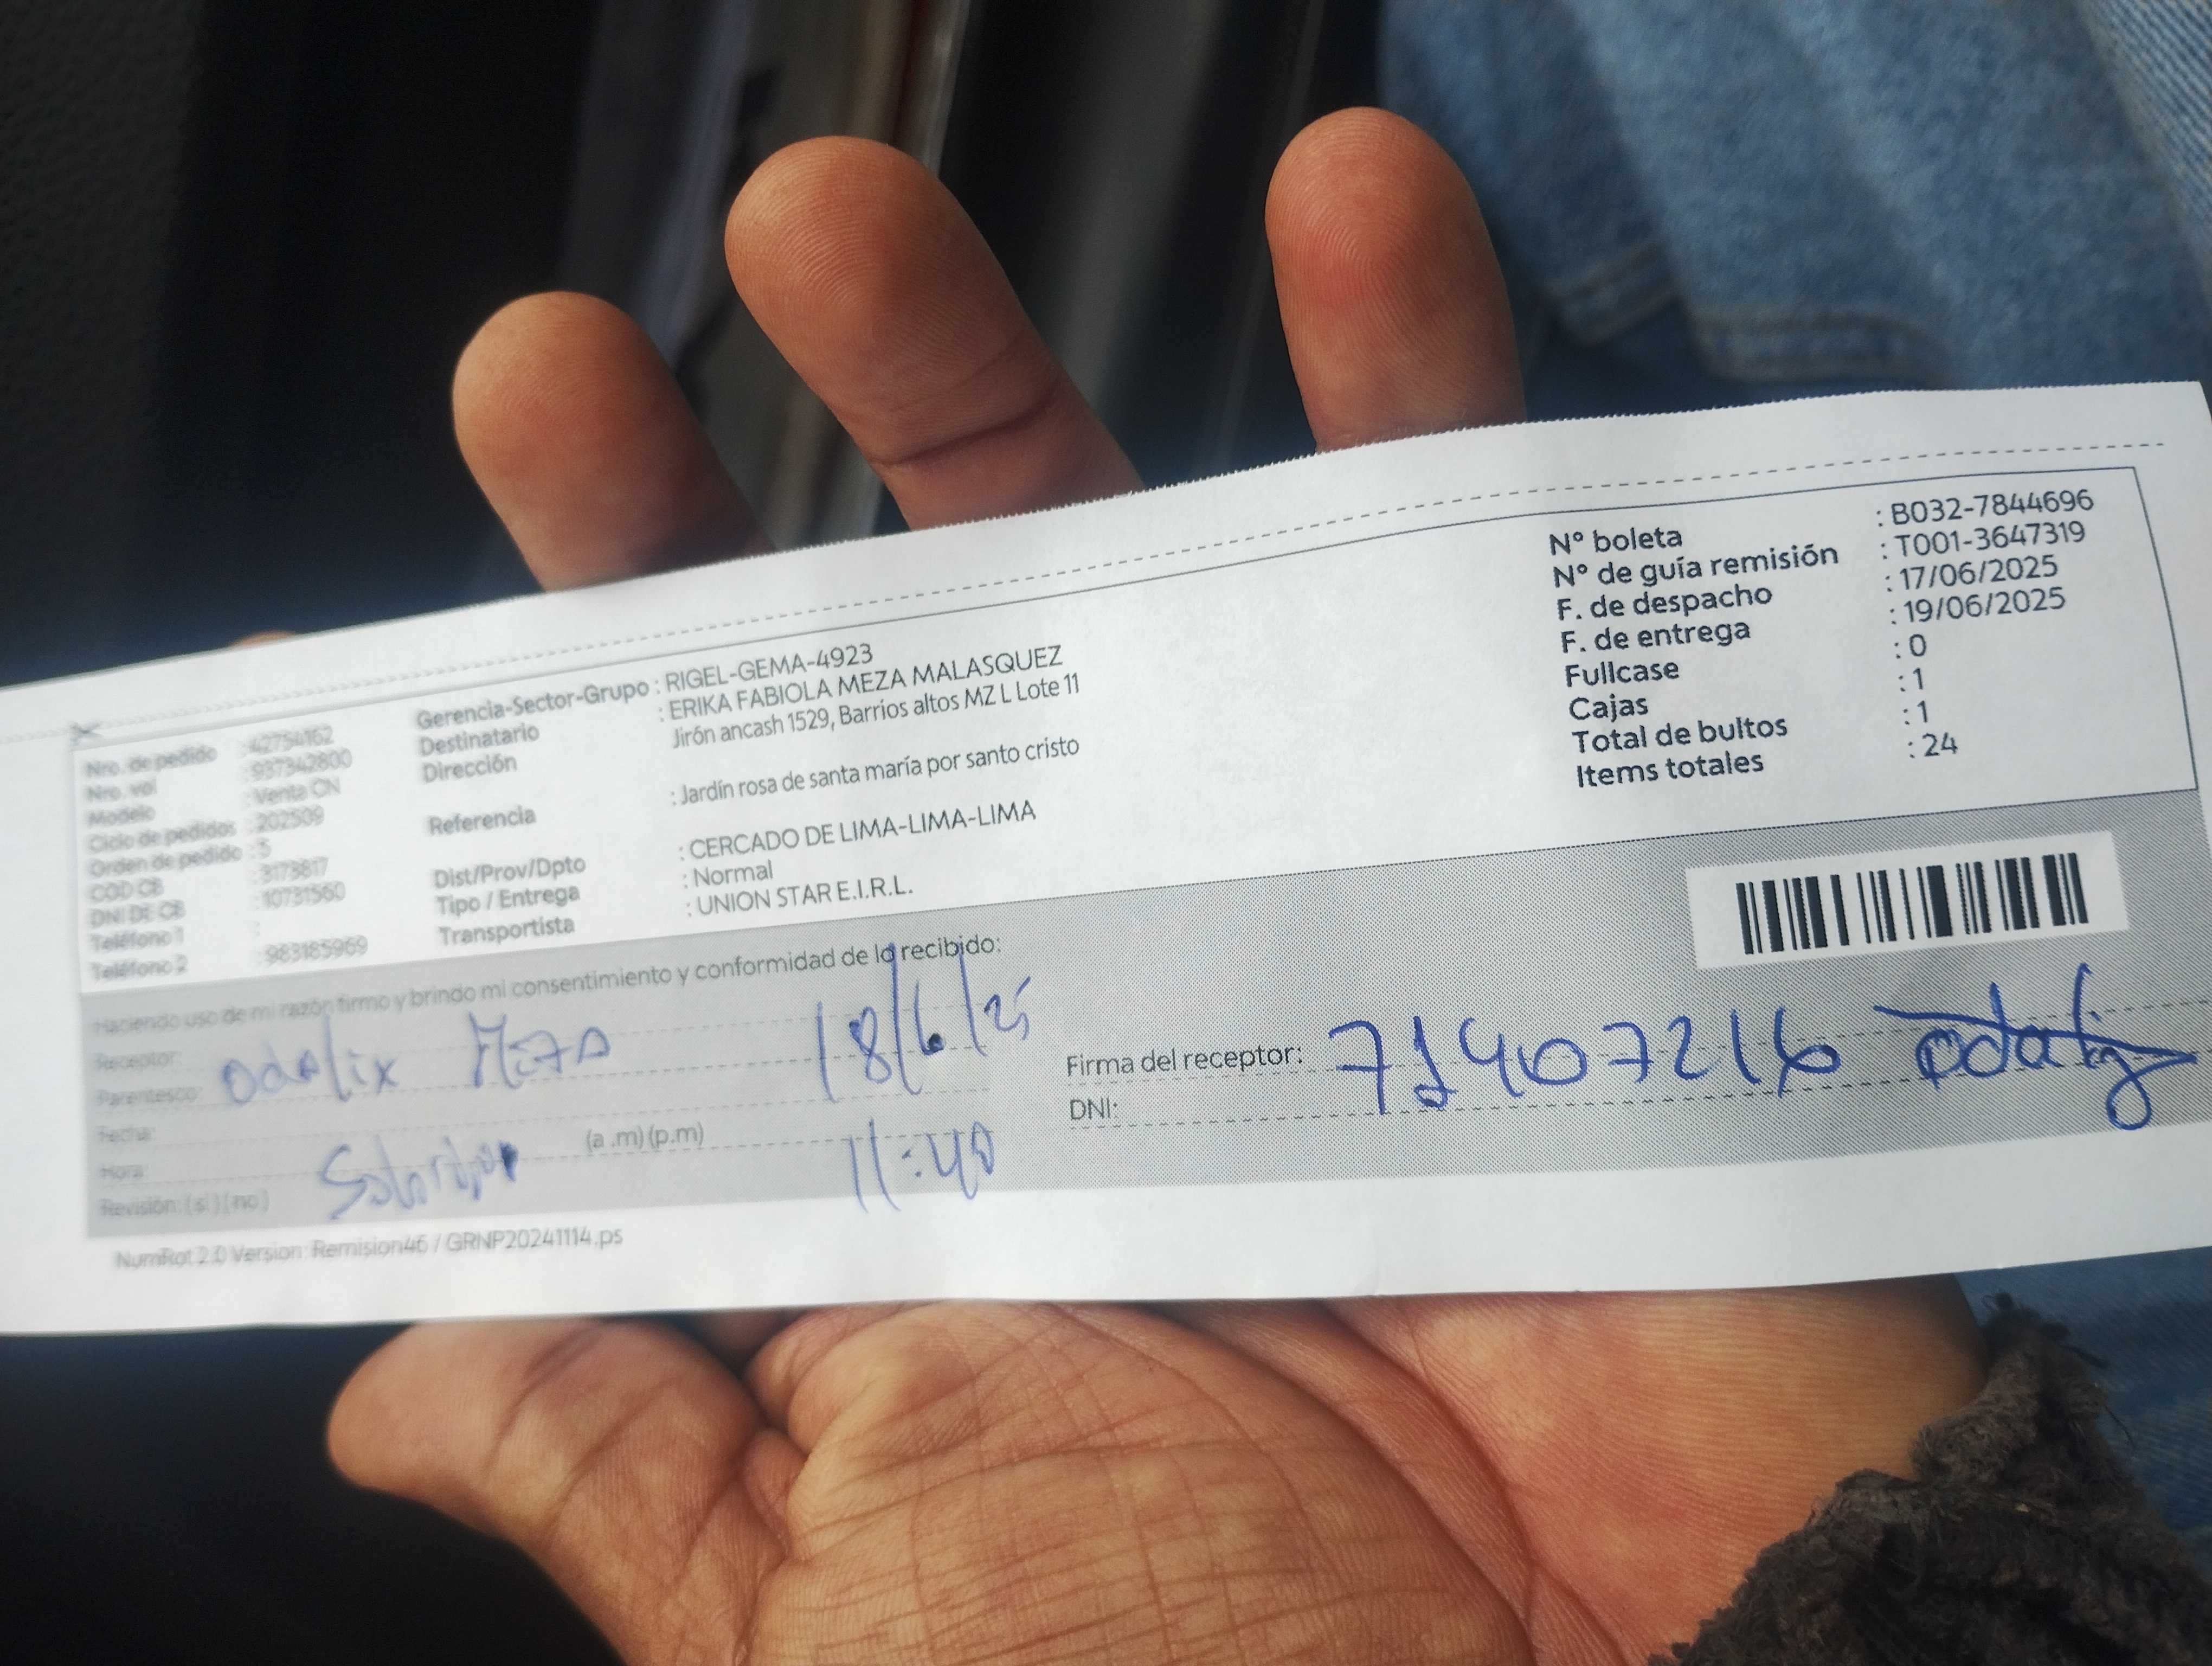 Nro. de pedido : 42754162
Nro. vol : 937342800
Modelo : Venta CN
Ciclo de pedidos : 202509
Orden de pedido : 5
COD CB : 3173817
DNI DE CB : 10731560
Teléfono 1 :
Teléfono 2 : 983185969
Gerencia-Sector-Grupo : RIGEL-GEMA-4923
Destinatario : ERIKA FABIOLA MEZA MALASQUEZ
Dirección Jirón ancash 1529, Barrios altos MZ L Lote 11
Referencia : Jardín rosa de santa maría por santo cristo
Dist/Prov/Dpto : CERCADO DE LIMA-LIMA-LIMA
Tipo / Entrega : Normal
Transportista : UNION STAR E.I.R.L.
N° boleta : B032-7844696
N° de guía remisión : T001-3647319
F. de despacho : 17/06/2025
F. de entrega : 19/06/2025
Fullcase : 0
Cajas : 1
Total de bultos : 1
Items totales : 24
Haciendo uso de mi razón firmo y brindo mi consentimiento y conformidad de lo recibido:
Receptor:
Parentesco: odalix Meza 18/6/25
Fecha:
Hora: (a .m) (p.m) 11:40
Revisión: ( si ) ( no )
Firma del receptor: 71407216 odaliz
DNI:
NumRot 2.0 Version: Remision46 / GRNP20241114.ps